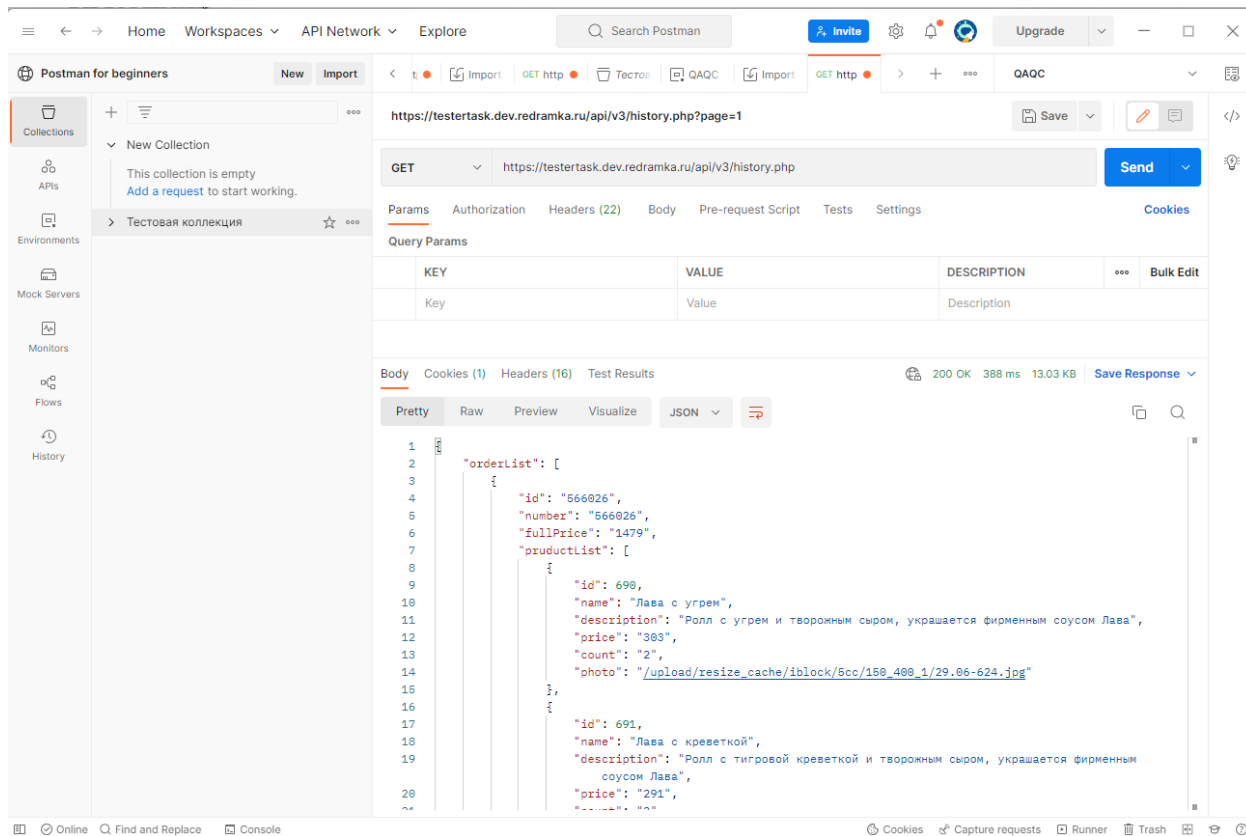 Home Workspaces API Network Explore Search Postman Invite Upgrade
Postman for beginners New Import Import GET http Тестов QAQC Import GET http QAQC
Collections
APIs
Environments
Mock Servers
Monitors
Flows
History
New Collection
This collection is empty
Add a request to start working.
Тестовая коллекция
https://testertask.dev.redramka.ru/api/v3/history.php?page=1 Save
GET https://testertask.dev.redramka.ru/api/v3/history.php Send
Params Authorization Headers (22) Body Pre-request Script Tests Settings Cookies
Query Params
KEY VALUE DESCRIPTION Bulk Edit
Key Value Description
Body Cookies (1) Headers (16) Test Results 200 OK 388 ms 13.03 KB Save Response
Pretty Raw Preview Visualize JSON
1 {
2 "orderList": [
3 {
4 "id": "566026",
5 "number": "566026",
6 "fullPrice": "1479",
7 "pruductList": [
8 {
9 "id": 690,
10 "name": "Лава с угрем",
11 "description": "Ролл с угрем и творожным сыром, украшается фирменным соусом Лава",
12 "price": "303",
13 "count": "2",
14 "photo": "/upload/resize_cache/iblock/5cc/150_400_1/29.06-624.jpg"
15 },
16 {
17 "id": 691,
18 "name": "Лава с креветкой",
19 "description": "Ролл с тигровой креветкой и творожным сыром, украшается фирменным
соусом Лава",
20 "price": "291",
Online Find and Replace Console Cookies Capture requests Runner Trash